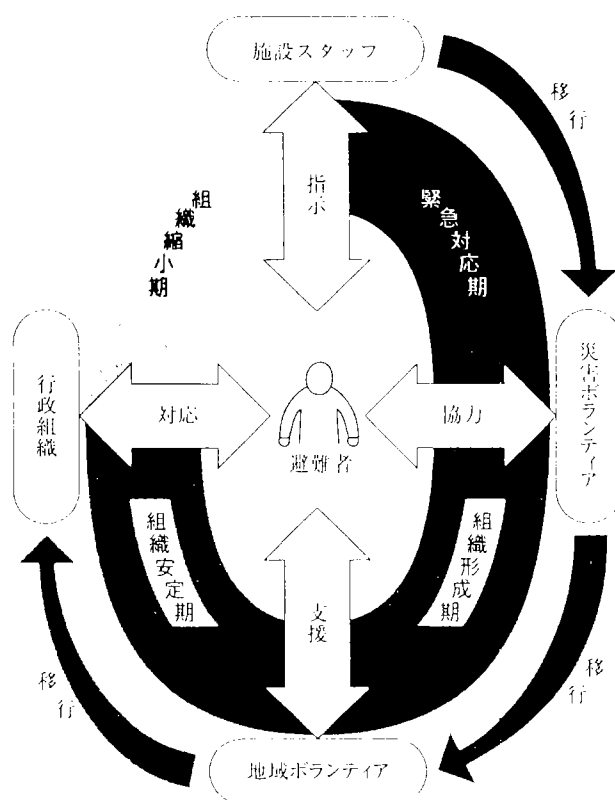 施設スタッフ
移行
指示
緊急対応期
組織縮小期
行政組織
対応
避難者
協力
災害ボランティア
組織安定期
組織形成期
支援
移行
移行
地域ボランティア